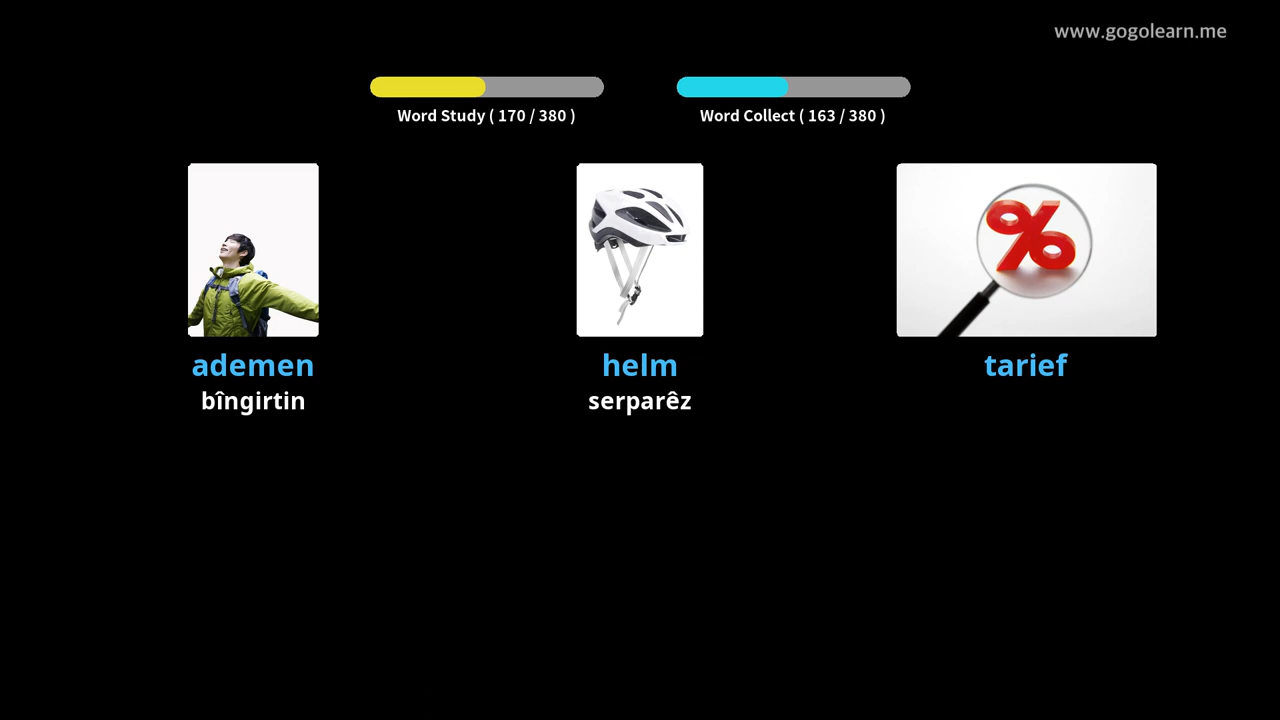 www.gogolearn.me
Word Study ( 170 / 380 )
Word Collect ( 163 / 380 )
ademen
bîngirtin
helm
serparêz
tarief
%